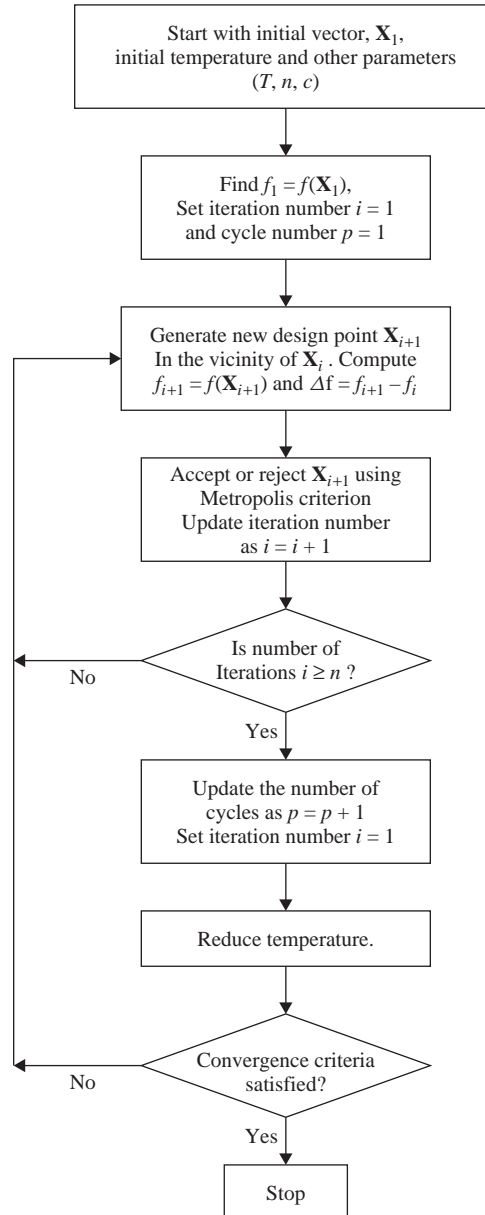 Start with initial vector, X₁,
initial temperature and other parameters
(T, n, c)
Find f₁ = f(X₁),
Set iteration number i = 1
and cycle number p = 1
Generate new design point Xᵢ₊₁
In the vicinity of Xᵢ . Compute
fᵢ₊₁ = f(Xᵢ₊₁) and Δf = fᵢ₊₁ – fᵢ
Accept or reject Xᵢ₊₁ using
Metropolis criterion
Update iteration number
as i = i + 1
Is number of
Iterations i ≥ n ?
No
Yes
Update the number of
cycles as p = p + 1
Set iteration number i = 1
Reduce temperature.
Convergence criteria
satisfied?
No
Yes
Stop